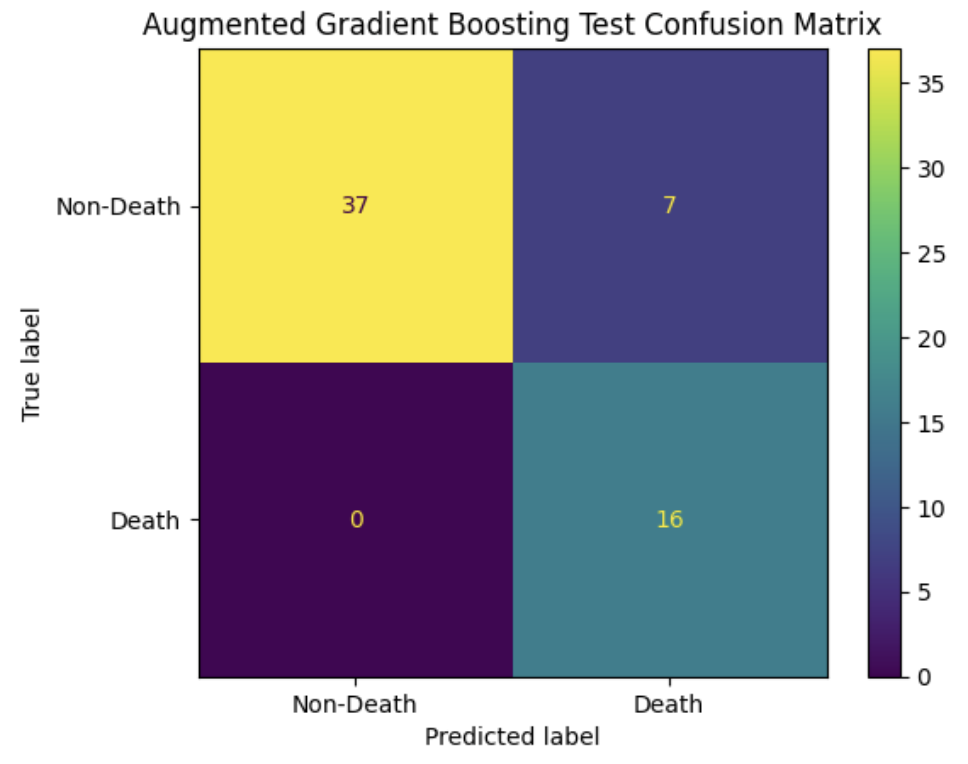 Augmented Gradient Boosting Test Confusion Matrix
True label
Non-Death
37
7
Death
0
16
Non-Death
Death
Predicted label
35
30
25
20
15
10
5
0